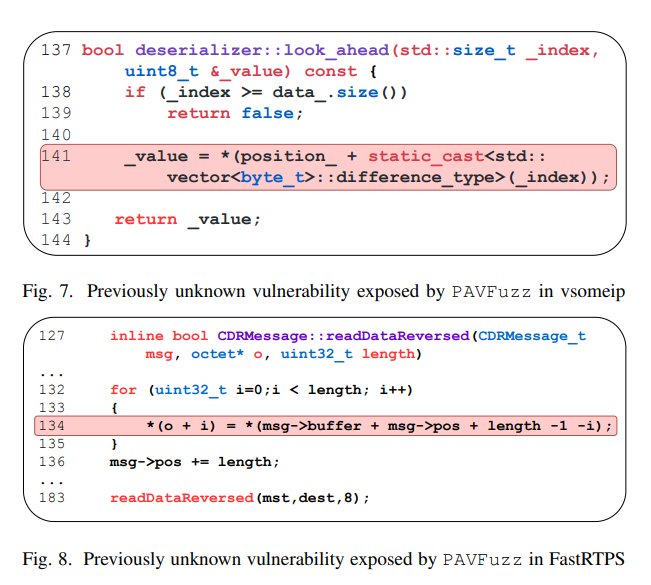 137 bool deserializer::look_ahead(std::size_t _index,
uint8_t &_value) const {
138 if (_index >= data_.size())
139 return false;
140
141 _value = *(position_ + static_cast<std::
vector<byte_t>::difference_type>(_index));
142
143 return _value;
144 }
Fig. 7. Previously unknown vulnerability exposed by PAVFuzz in vsomeip
127 inline bool CDRMessage::readDataReversed(CDRMessage_t
msg, octet* o, uint32_t length)
...
132 for (uint32_t i=0;i < length; i++)
133 {
134 *(o + i) = *(msg->buffer + msg->pos + length -1 -i);
135 }
136 msg->pos += length;
...
183 readDataReversed(mst,dest,8);
Fig. 8. Previously unknown vulnerability exposed by PAVFuzz in FastRTPS